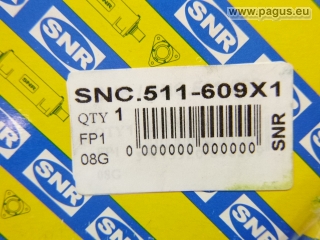 www.pagus.eu
SNR
SNR
SNC.511-609X1
QTY 1
FP1
08G
0 000000 000000
SNR
SNR
SNR
SNR